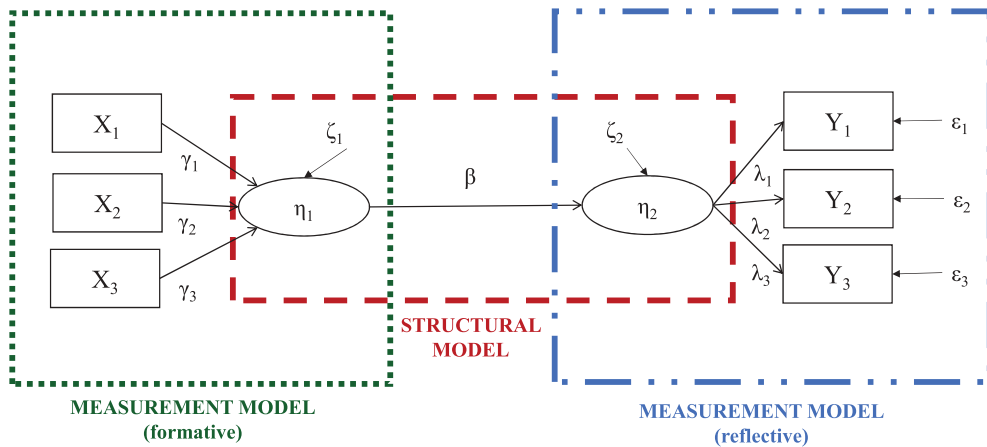 X₁
X₂
X₃
γ₁
γ₂
γ₃
ζ₁
η₁
β
ζ₂
η₂
λ₁
λ₂
λ₃
Y₁
Y₂
Y₃
ε₁
ε₂
ε₃
STRUCTURAL
MODEL
MEASUREMENT MODEL
(formative)
MEASUREMENT MODEL
(reflective)